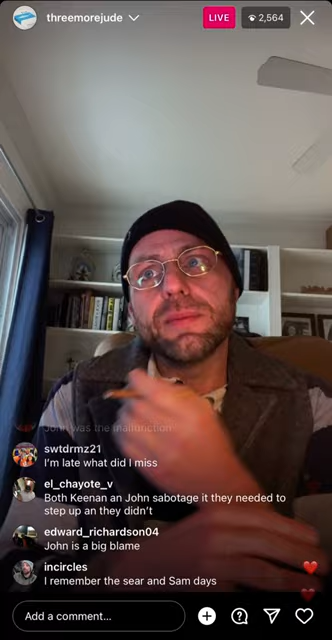 threemorejude
LIVE
2,564
John was the malfunction
swtdrmz21
I'm late what did I miss
el_chayote_v
Both Keenan an John sabotage it they needed to
step up an they didn't
edward_richardson04
John is a big blame
incircles
I remember the sear and Sam days
Add a comment...